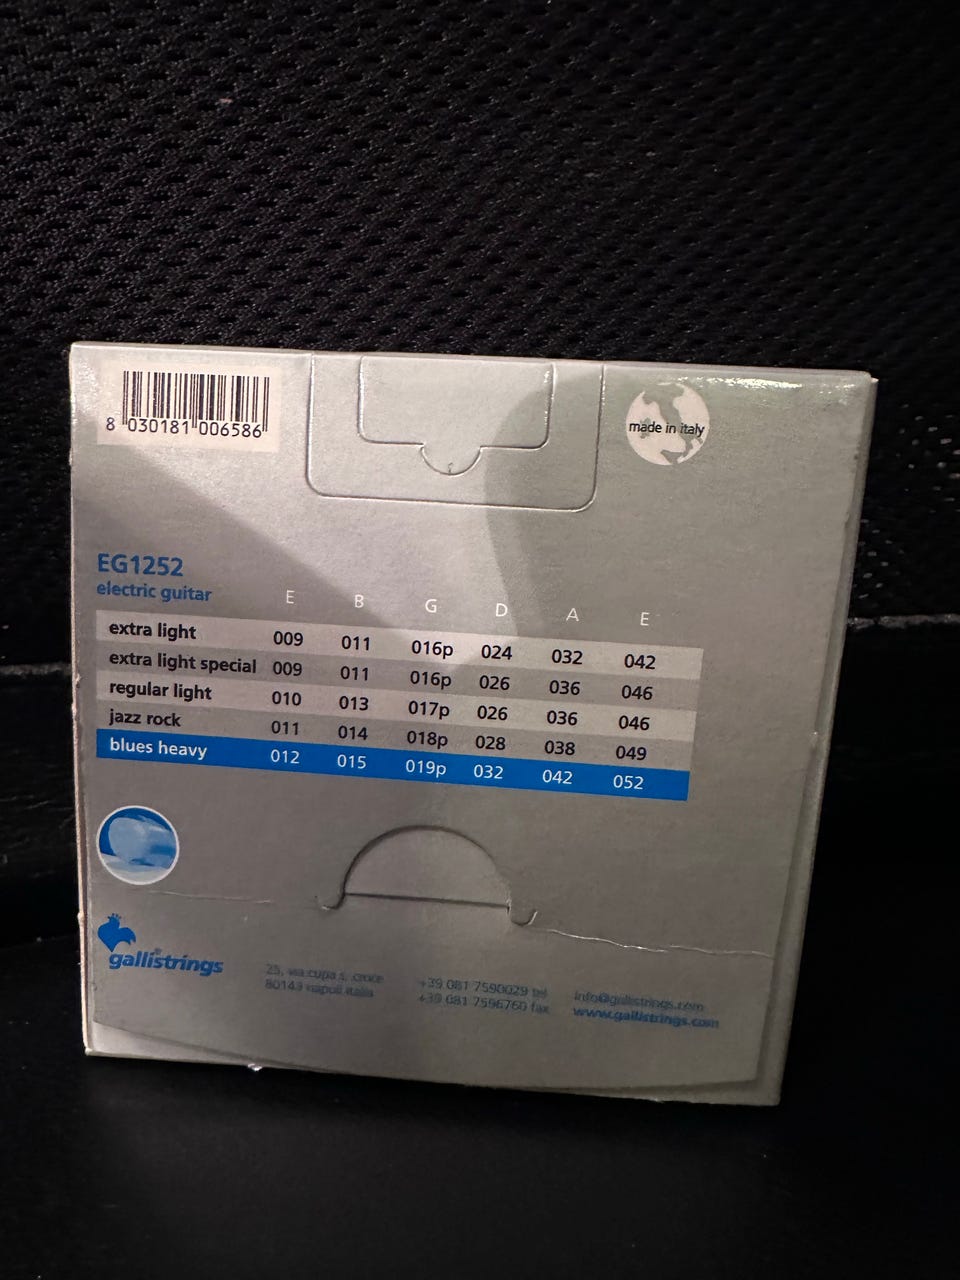 8 030181 006586
made in italy
EG1252
electric guitar
E B G D A E
extra light 009 011 016p 024 032 042
extra light special 009 011 016p 026 036 046
regular light 010 013 017p 026 036 046
jazz rock 011 014 018p 028 038 049
blues heavy 012 015 019p 032 042 052
gallistrings
25, via cupa s. croce
80143 napoli italia
+39 081 7590029 tel
+39 081 7596760 fax
info@gallistrings.com
www.gallistrings.com